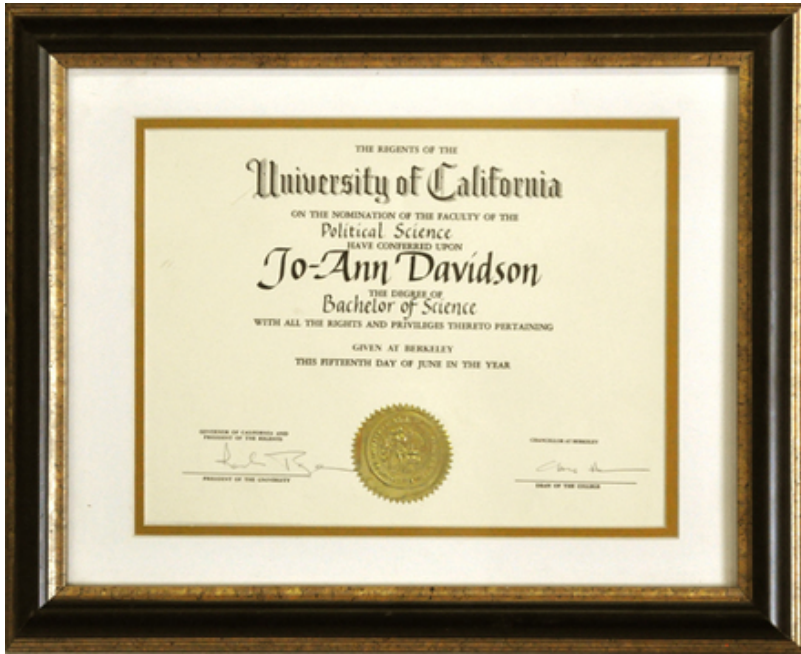 THE REGENTS OF THE
University of California
ON THE NOMINATION OF THE FACULTY OF THE
Political Science
HAVE CONFERRED UPON
Jo-Ann Davidson
THE DEGREE OF
Bachelor of Science
WITH ALL THE RIGHTS AND PRIVILEGES THERETO PERTAINING
GIVEN AT BERKELEY
THIS FIFTEENTH DAY OF JUNE IN THE YEAR
GOVERNOR OF CALIFORNIA AND
PRESIDENT OF THE REGENTS
PRESIDENT OF THE UNIVERSITY
CHANCELLOR AT BERKELEY
DEAN OF THE COLLEGE